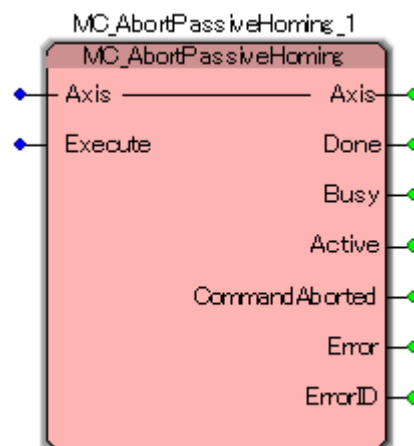 MC_AbortPassiveHoming_1
MC_AbortPassiveHoming
Axis Axis
Execute Done
Busy
Active
CommandAborted
Error
ErrorID